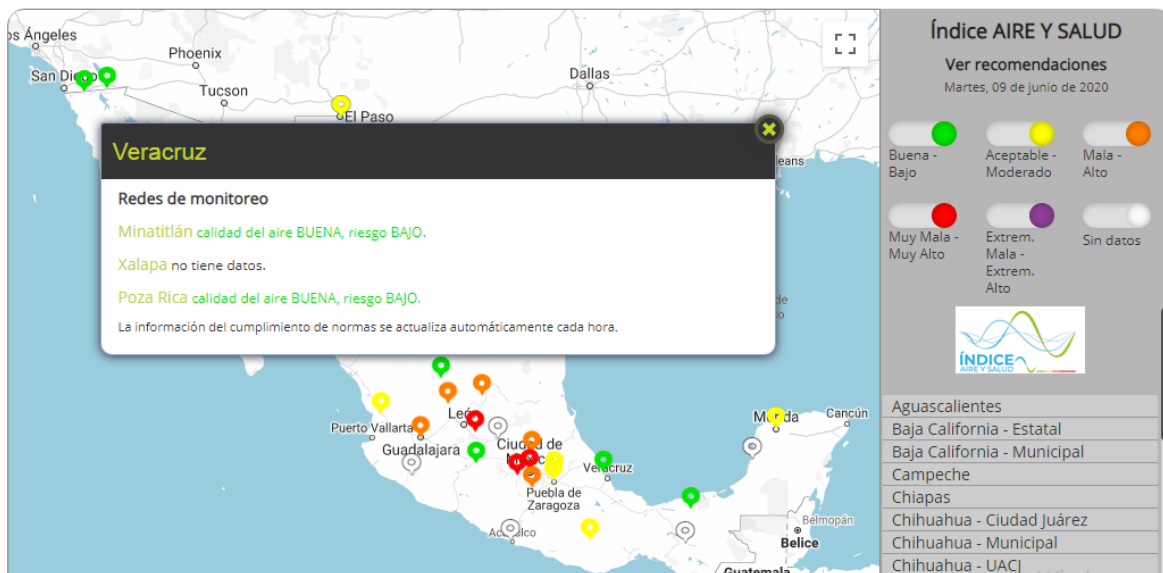 os Ángeles
Phoenix
San Diego
Tucson
Dallas
El Paso
eans
Veracruz
Redes de monitoreo
Minatitlán calidad del aire BUENA, riesgo BAJO.
Xalapa no tiene datos.
Poza Rica calidad del aire BUENA, riesgo BAJO.
La información del cumplimiento de normas se actualiza automáticamente cada hora.
Puerto Vallarta
Guadalajara
Ciudad de
Veracruz
Puebla de
Zaragoza
Cancún
Belmopán
Belice
Guatemala
Índice AIRE Y SALUD
Ver recomendaciones
Martes, 09 de junio de 2020
Buena -
Bajo
Aceptable -
Moderado
Mala -
Alto
Muy Mala -
Muy Alto
Extrem.
Mala -
Extrem.
Alto
Sin datos
ÍNDICE
AIRE Y SALUD
Aguascalientes
Baja California - Estatal
Baja California - Municipal
Campeche
Chiapas
Chihuahua - Ciudad Juárez
Chihuahua - Municipal
Chihuahua - UACJ